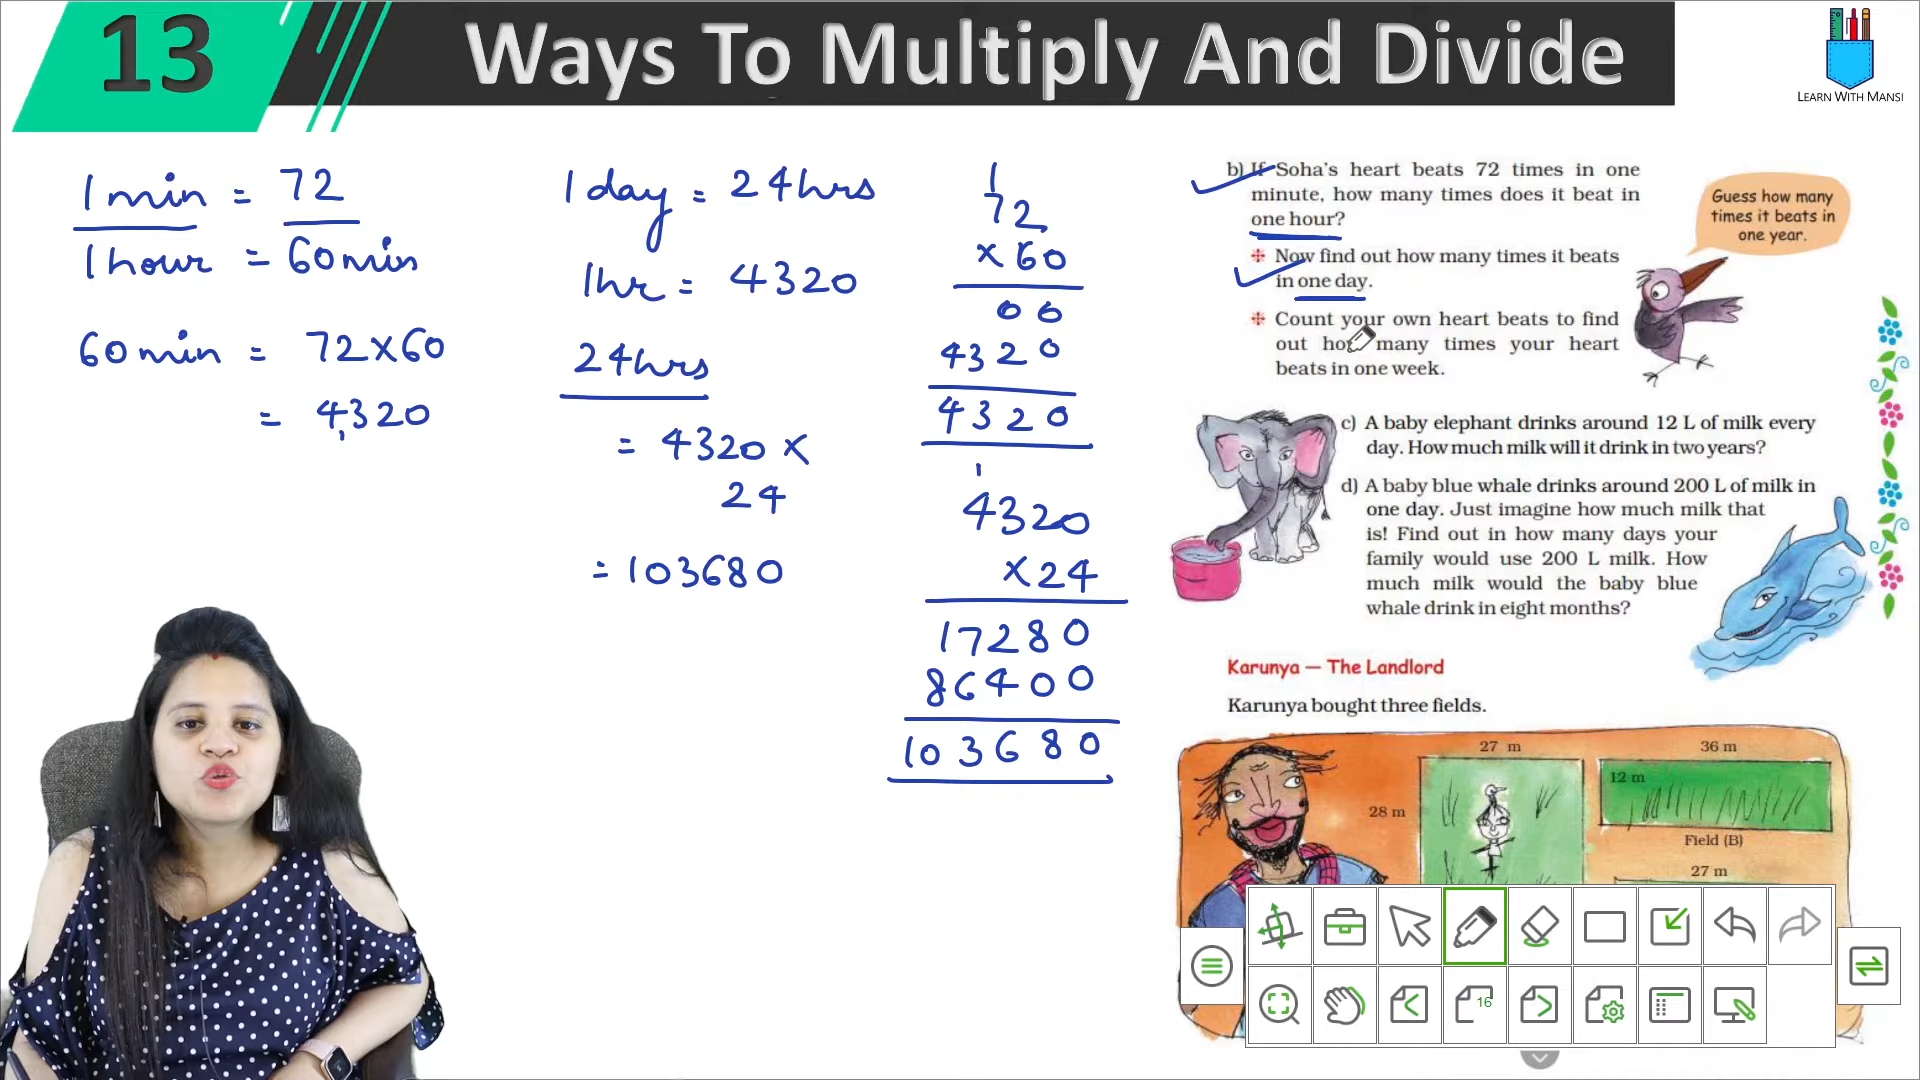 13
Ways To Multiply And Divide
LEARN WITH MANSI
1 min = 72
1 hour = 60 min
60 min = 72 × 60
= 4,320
1 day = 24 hrs
1 hr = 4320
24 hrs
= 4320 ×
24
= 103680
1
72
× 60
00
4320
4320
1
4320
× 24
17280
86400
103680
b) If Soha's heart beats 72 times in one
minute, how many times does it beat in
one hour?
Now find out how many times it beats
in one day.
Count your own heart beats to find
out how many times your heart
beats in one week.
Guess how many
times it beats in
one year.
c) A baby elephant drinks around 12 L of milk every
day. How much milk will it drink in two years?
d) A baby blue whale drinks around 200 L of milk in
one day. Just imagine how much milk that
is! Find out in how many days your
family would use 200 L milk. How
much milk would the baby blue
whale drink in eight months?
Karunya — The Landlord
Karunya bought three fields.
27 m
36 m
12 m
28 m
Field (B)
27 m
16